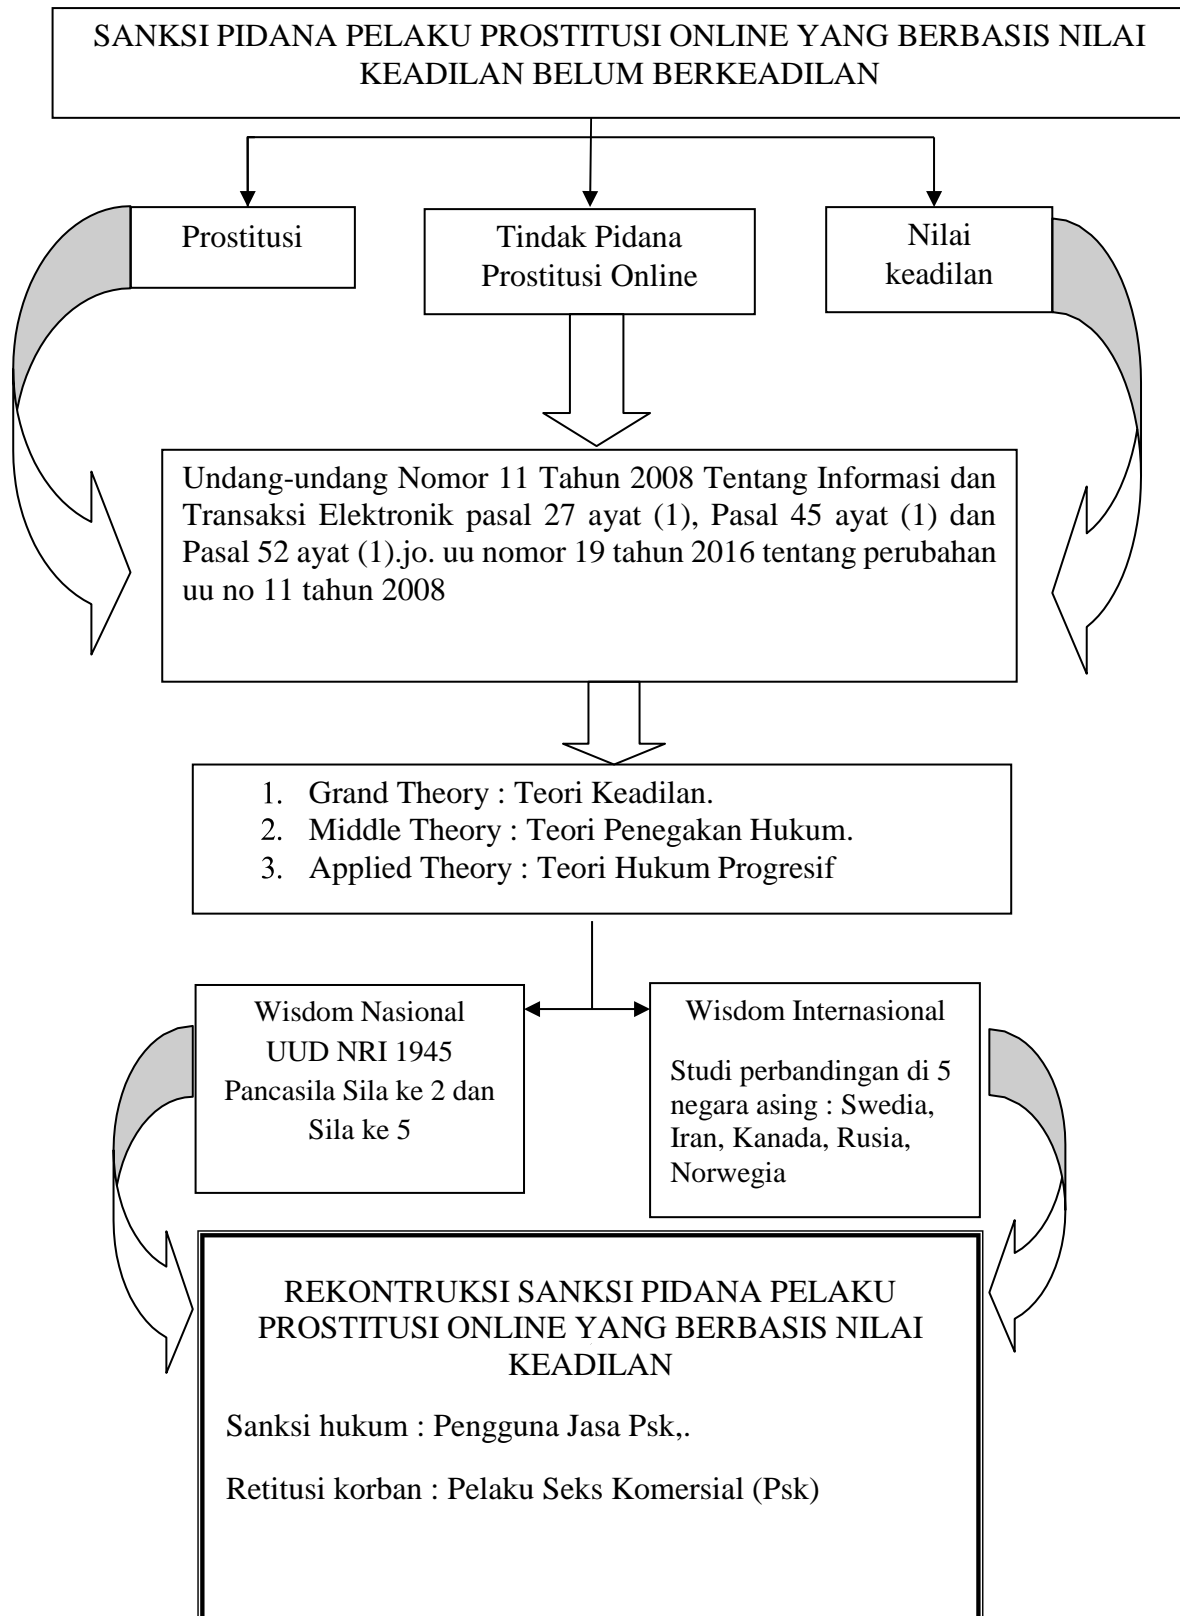 SANKSI PIDANA PELAKU PROSTITUSI ONLINE YANG BERBASIS NILAI
KEADILAN BELUM BERKEADILAN
Prostitusi
Tindak Pidana
Prostitusi Online
Nilai
keadilan
Undang-undang Nomor 11 Tahun 2008 Tentang Informasi dan
Transaksi Elektronik pasal 27 ayat (1), Pasal 45 ayat (1) dan
Pasal 52 ayat (1).jo. uu nomor 19 tahun 2016 tentang perubahan
uu no 11 tahun 2008
1. Grand Theory : Teori Keadilan.
2. Middle Theory : Teori Penegakan Hukum.
3. Applied Theory : Teori Hukum Progresif
Wisdom Nasional
UUD NRI 1945
Pancasila Sila ke 2 dan
Sila ke 5
Wisdom Internasional
Studi perbandingan di 5
negara asing : Swedia,
Iran, Kanada, Rusia,
Norwegia
REKONTRUKSI SANKSI PIDANA PELAKU
PROSTITUSI ONLINE YANG BERBASIS NILAI
KEADILAN
Sanksi hukum : Pengguna Jasa Psk,.
Retitusi korban : Pelaku Seks Komersial (Psk)